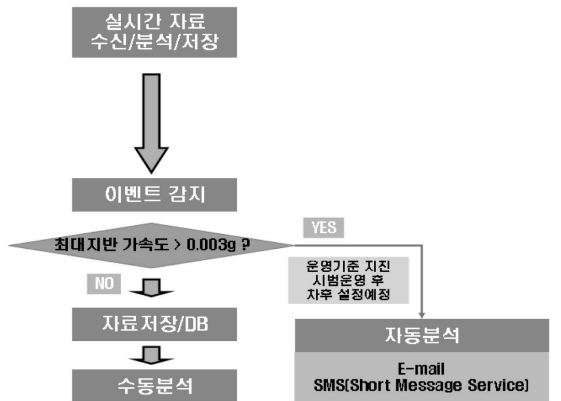 실시간 자료
수신/분석/저장
이벤트 감지
최대지반 가속도 > 0.003g ?
YES
운영기준 지진
시범운영 후
차후 설정예정
NO
자료저장/DB
자동분석
수동분석
E-mail
SMS(Short Message Service)